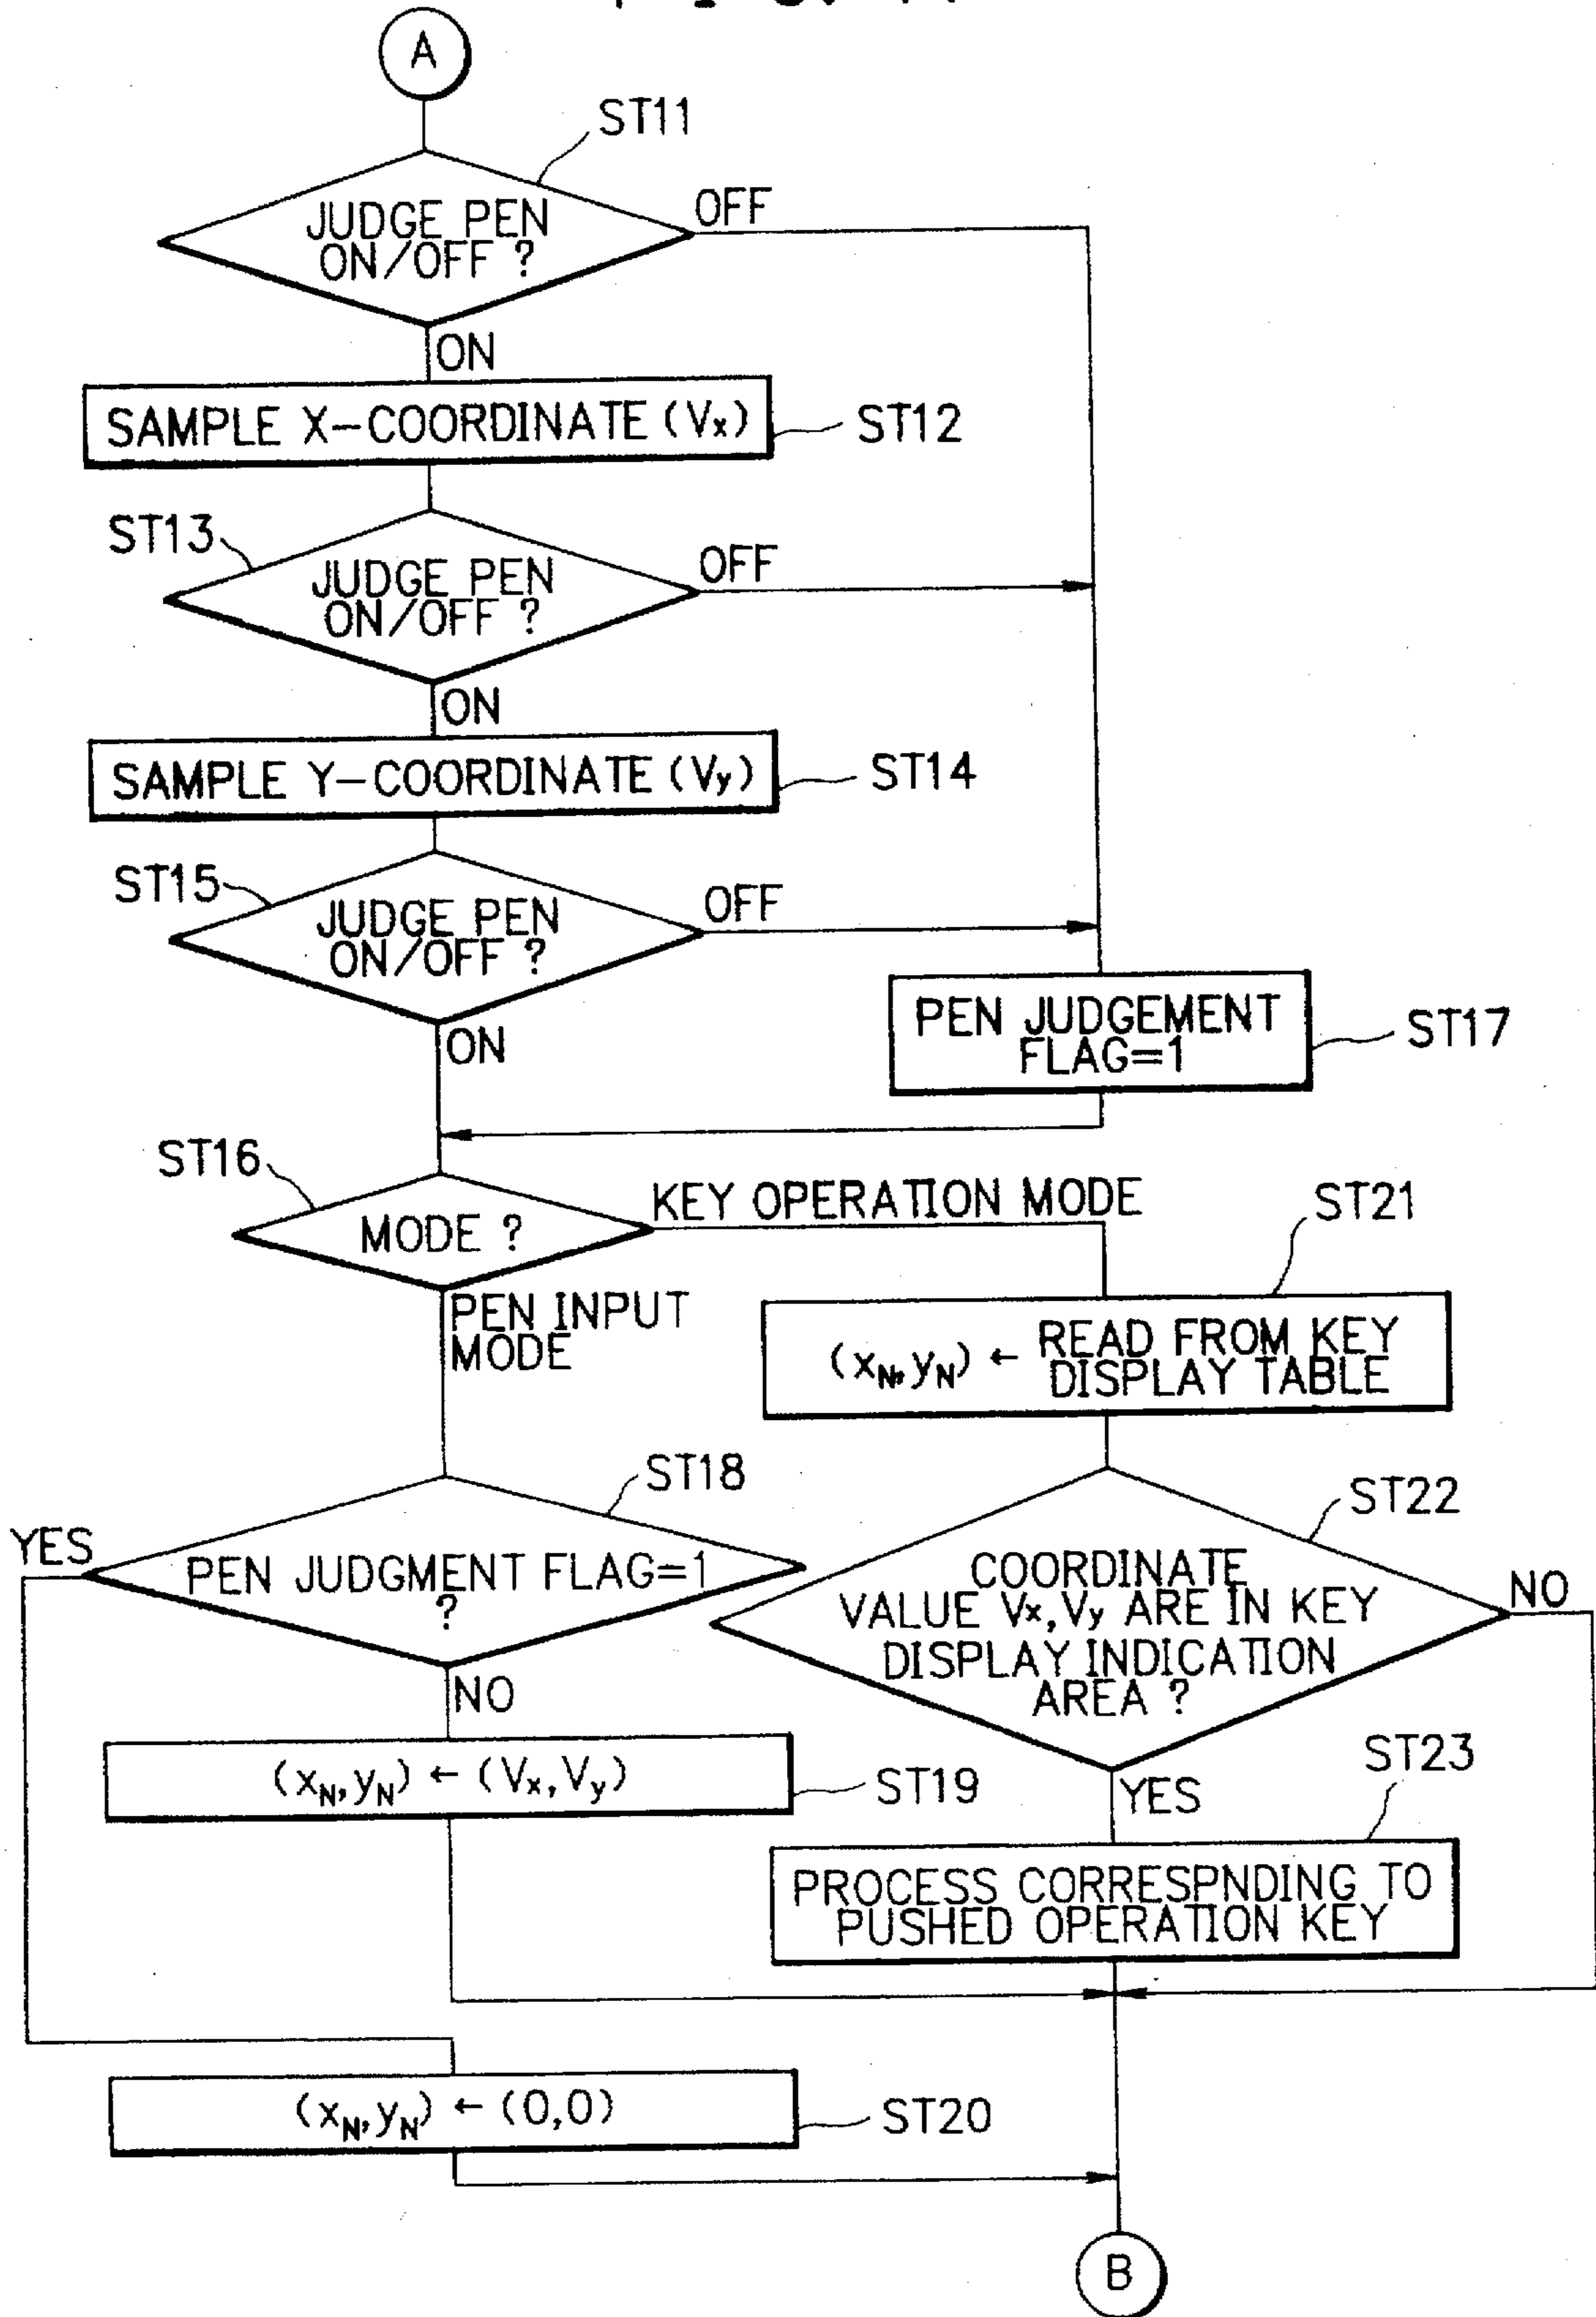 A
ST11
JUDGE PEN
ON/OFF ?
OFF
ON
SAMPLE X-COORDINATE (Vx)
ST12
ST13
JUDGE PEN
ON/OFF ?
OFF
ON
SAMPLE Y-COORDINATE (Vy)
ST14
ST15
JUDGE PEN
ON/OFF ?
OFF
ON
PEN JUDGEMENT
FLAG=1
ST17
ST16
MODE ?
KEY OPERATION MODE
PEN INPUT
MODE
ST21
(xN, yN) ← READ FROM KEY
DISPLAY TABLE
ST18
YES
PEN JUDGMENT FLAG=1
?
NO
ST22
COORDINATE
VALUE Vx, Vy ARE IN KEY
DISPLAY INDICATION
AREA ?
NO
YES
(xN, yN) ← (Vx, Vy)
ST19
ST23
PROCESS CORRESPNDING TO
PUSHED OPERATION KEY
(xN, yN) ← (0,0)
ST20
B